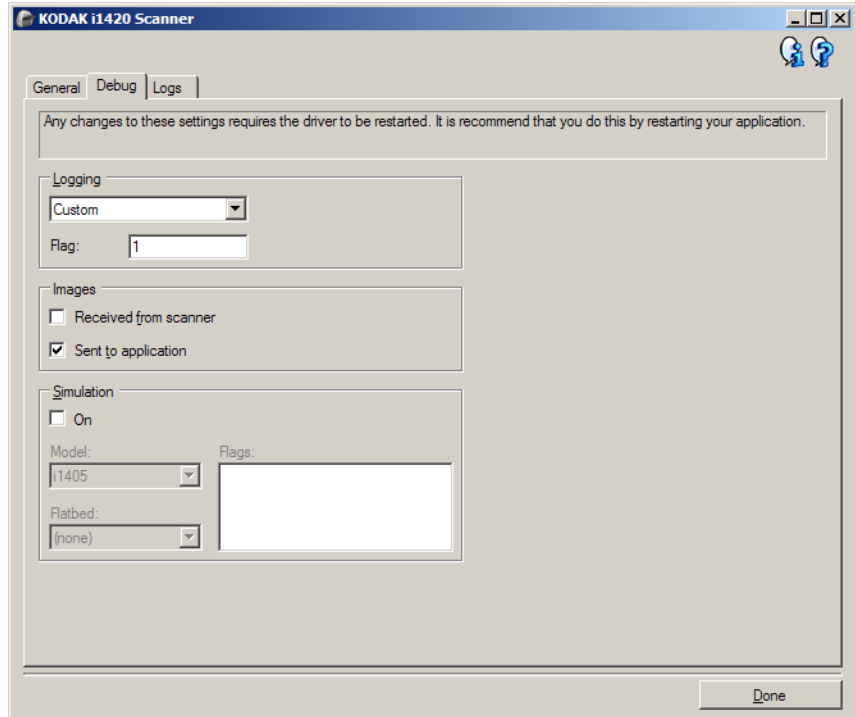 KODAK i1420 Scanner
General Debug Logs
Any changes to these settings requires the driver to be restarted. It is recommend that you do this by restarting your application.
Logging
Custom
Flag: 1
Images
Received from scanner
Sent to application
Simulation
On
Model: Flags:
i1405
Flatbed:
(none)
Done